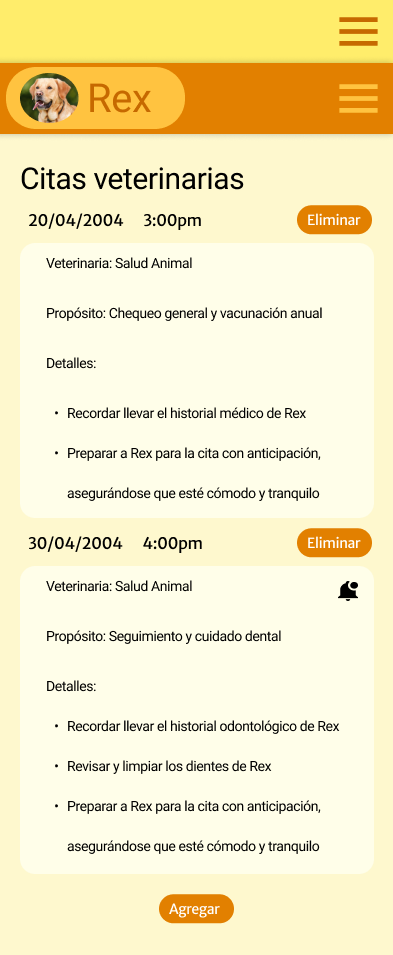 Rex
Citas veterinarias
20/04/2004 3:00pm Eliminar
Veterinaria: Salud Animal
Propósito: Chequeo general y vacunación anual
Detalles:
• Recordar llevar el historial médico de Rex
• Preparar a Rex para la cita con anticipación,
asegurándose que esté cómodo y tranquilo
30/04/2004 4:00pm Eliminar
Veterinaria: Salud Animal
Propósito: Seguimiento y cuidado dental
Detalles:
• Recordar llevar el historial odontológico de Rex
• Revisar y limpiar los dientes de Rex
• Preparar a Rex para la cita con anticipación,
asegurándose que esté cómodo y tranquilo
Agregar